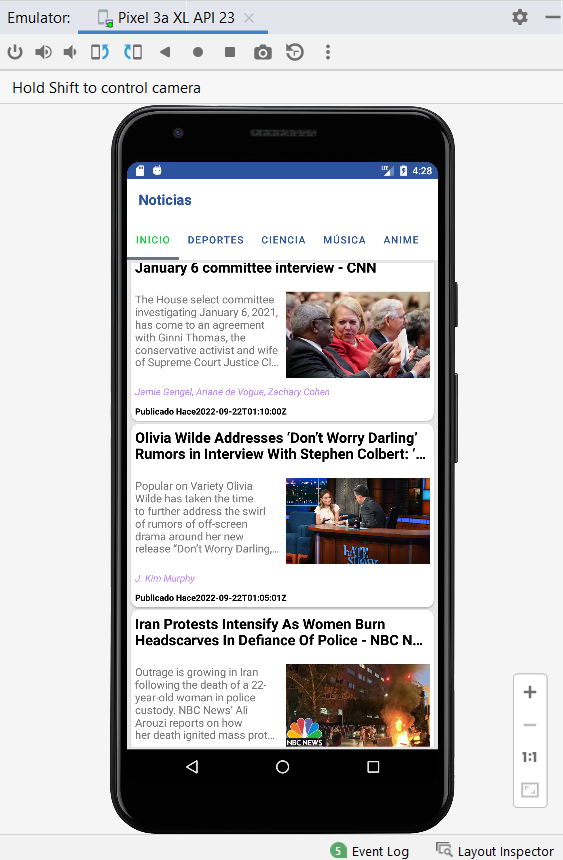 Emulator: Pixel 3a XL API 23
Hold Shift to control camera
LTE 4:28
Noticias
INICIO DEPORTES CIENCIA MÚSICA ANIME
January 6 committee interview - CNN
The House select committee
investigating January 6, 2021,
has come to an agreement
with Ginni Thomas, the
conservative activist and wife
of Supreme Court Justice Cl…
Jamie Gangel, Ariane de Vogue, Zachary Cohen
Publicado Hace2022-09-22T01:10:00Z
Olivia Wilde Addresses ‘Don’t Worry Darling’
Rumors in Interview With Stephen Colbert: ‘…
Popular on Variety Olivia
Wilde has taken the time
to further address the swirl
of rumors of off-screen
drama around her new
release “Don’t Worry Darling,…
LATE SHOW
J. Kim Murphy
Publicado Hace2022-09-22T01:05:01Z
Iran Protests Intensify As Women Burn
Headscarves In Defiance Of Police - NBC N…
Outrage is growing in Iran
following the death of a 22-
year-old woman in police
custody. NBC News’ Ali
Arouzi reports on how
her death ignited mass prot…
NBC NEWS
1:1
5 Event Log Layout Inspector